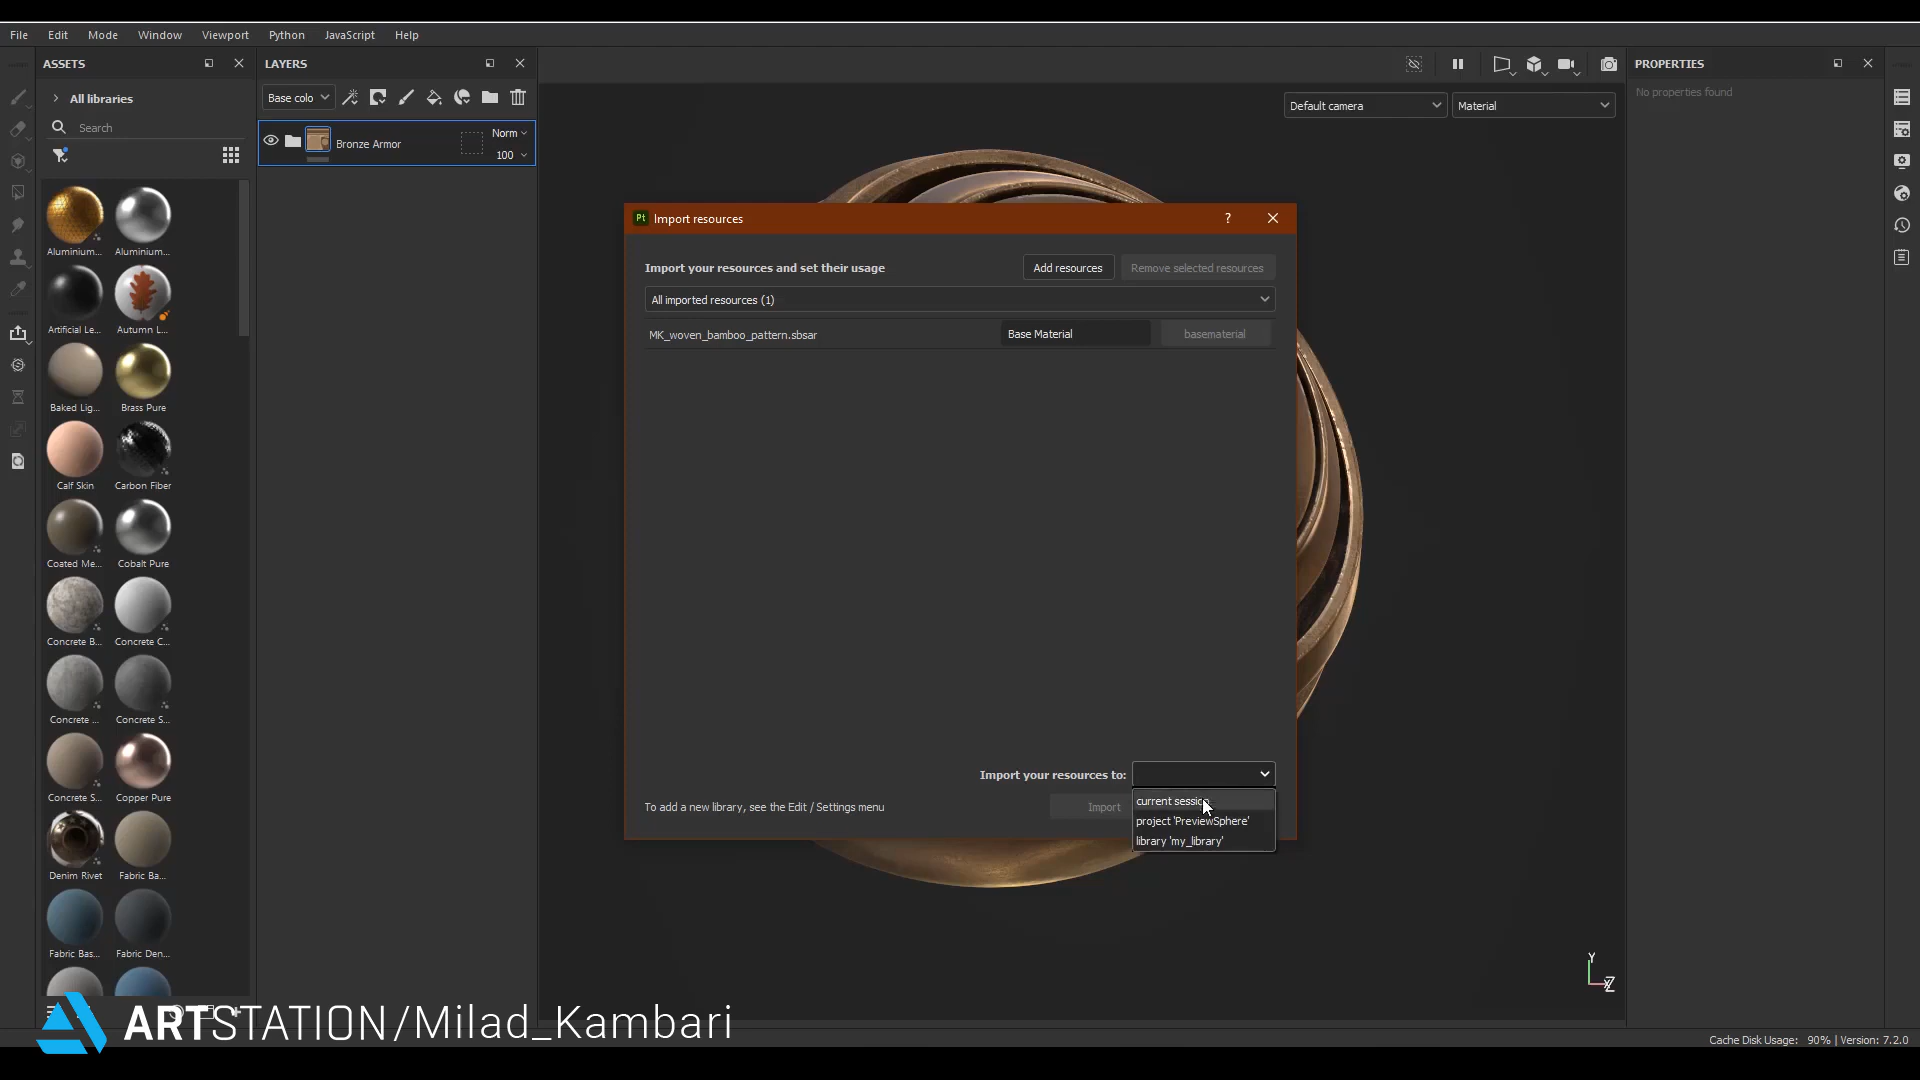 File Edit Mode Window Viewport Python JavaScript Help
ASSETS
LAYERS
PROPERTIES
All libraries
Search
Base colo
Bronze Armor
Norm
100
Default camera
Material
No properties found
Aluminium... Aluminium...
Artificial Le... Autumn L...
Baked Lig... Brass Pure
Calf Skin Carbon Fiber
Coated Me... Cobalt Pure
Concrete B... Concrete C...
Concrete ... Concrete S...
Concrete S... Copper Pure
Denim Rivet Fabric Ba...
Fabric Bas... Fabric Den...
Pt Import resources ?
Import your resources and set their usage
Add resources
Remove selected resources
All imported resources (1)
MK_woven_bamboo_pattern.sbsar Base Material basematerial
Import your resources to:
To add a new library, see the Edit / Settings menu
Import
current session
project 'PreviewSphere'
library 'my_library'
Y
Z
ARTSTATION/Milad_Kambari
Cache Disk Usage: 90% | Version: 7.2.0